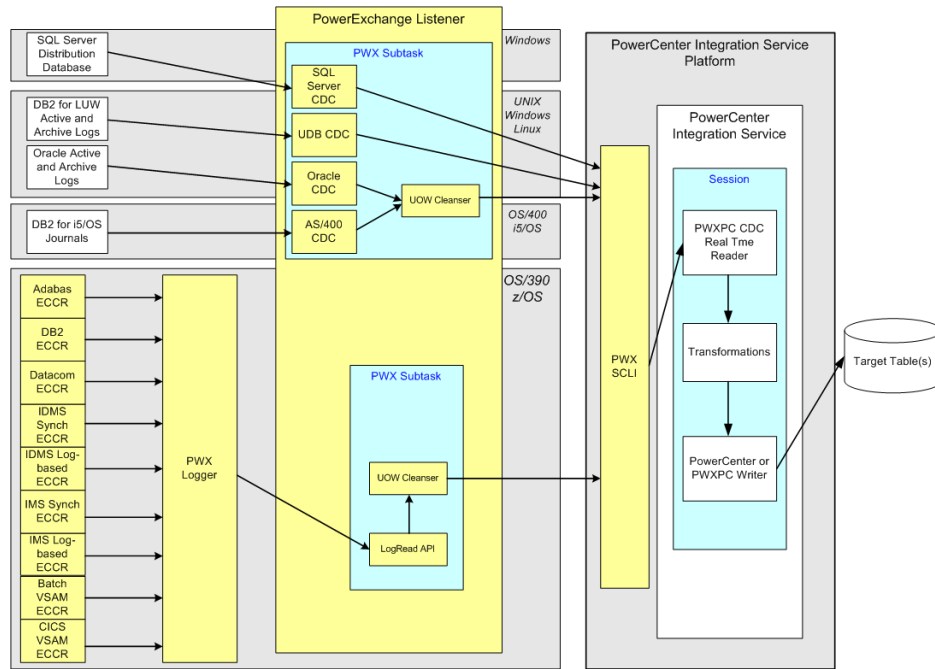 PowerExchange Listener
SQL Server
Distribution
Database
Windows
PWX Subtask
SQL
Server
CDC
PowerCenter Integration Service
Platform
DB2 for LUW
Active and
Archive Logs
UNIX
Windows
Linux
UDB CDC
PowerCenter
Integration Service
Oracle Active
and Archive
Logs
Oracle
CDC
UOW Cleanser
Session
DB2 for i5/OS
Journals
AS/400
CDC
OS/400
i5/OS
PWXPC CDC
Real Tme
Reader
Adabas
ECCR
OS/390
z/OS
DB2
ECCR
Transformations
Target Table(s)
Datacom
ECCR
PWX Subtask
PWX
SCLI
IDMS
Synch
ECCR
IDMS Log-
based
ECCR
PWX
Logger
UOW Cleanser
PowerCenter or
PWXPC Writer
IMS Synch
ECCR
LogRead API
IMS Log-
based
ECCR
Batch
VSAM
ECCR
CICS
VSAM
ECCR